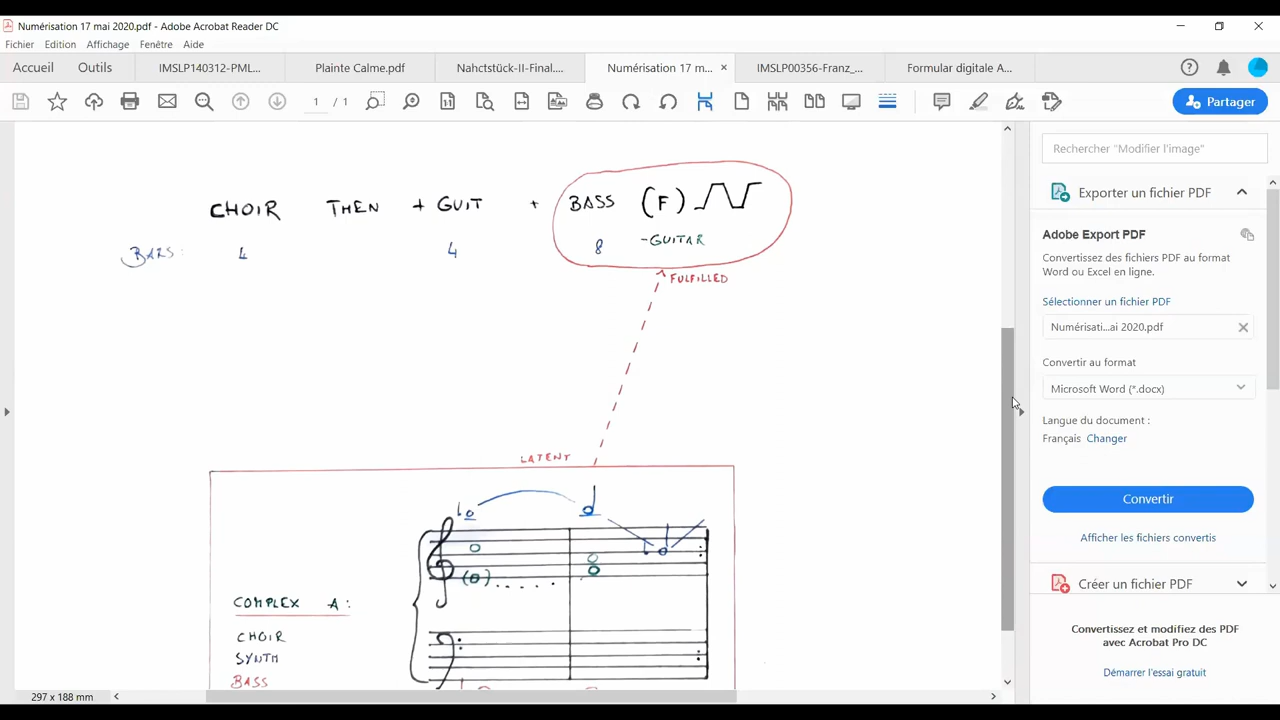 Numérisation 17 mai 2020.pdf - Adobe Acrobat Reader DC
Fichier Edition Affichage Fenêtre Aide
Accueil Outils IMSLP140312-PML... Plainte Calme.pdf Nahctstück-II-Final... Numérisation 17 m... × IMSLP00356-Franz_... Formular digitale A...
1 / 1 Partager
CHOIR THEN + GUIT + BASS (F)
BARS: 4 4 8 -GUITAR
FULFILLED
LATENT
COMPLEX A:
CHOIR
SYNTH
BASS
297 x 188 mm
Rechercher "Modifier l'image"
Exporter un fichier PDF
Adobe Export PDF
Convertissez des fichiers PDF au format
Word ou Excel en ligne.
Sélectionner un fichier PDF
Numérisati...ai 2020.pdf
Convertir au format
Microsoft Word (*.docx)
Langue du document :
Français Changer
Convertir
Afficher les fichiers convertis
Créer un fichier PDF
Convertissez et modifiez des PDF
avec Acrobat Pro DC
Démarrer l'essai gratuit